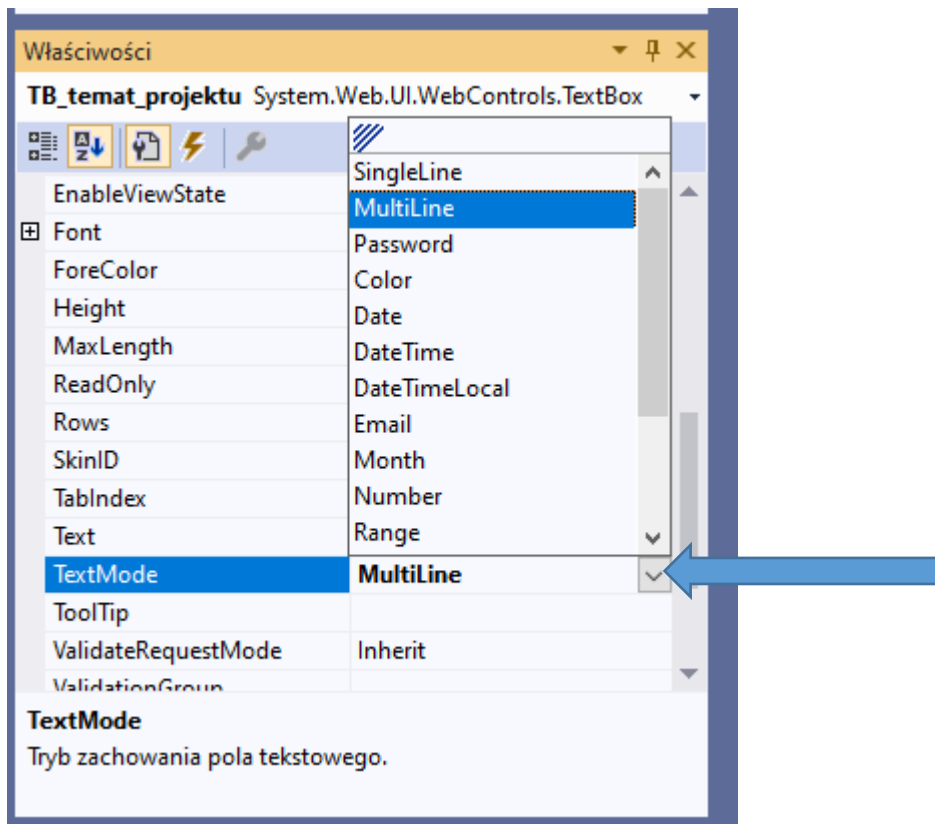 Właściwości
TB_temat_projektu System.Web.UI.WebControls.TextBox
SingleLine
EnableViewState
MultiLine
Font
Password
ForeColor
Color
Height
Date
MaxLength
DateTime
ReadOnly
DateTimeLocal
Rows
Email
SkinID
Month
TabIndex
Number
Text
Range
TextMode MultiLine
ToolTip
ValidateRequestMode Inherit
ValidationGroup
TextMode
Tryb zachowania pola tekstowego.